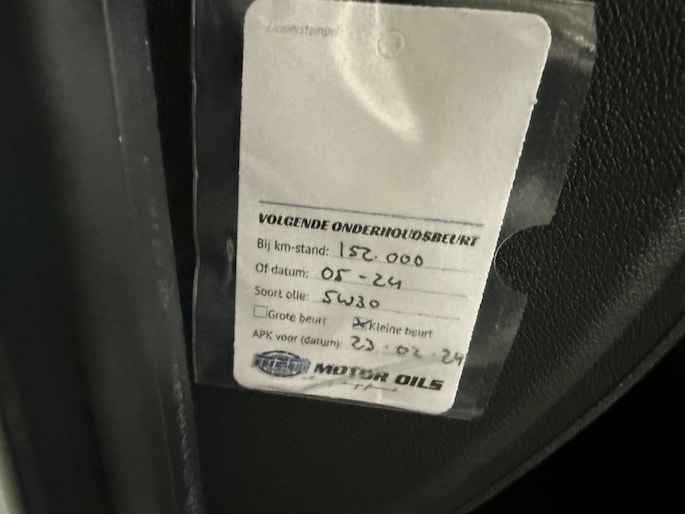 Dealerstempel:
VOLGENDE ONDERHOUDSBEURT
Bij km-stand: 152.000
Of datum: 05-24
Soort olie: 5W30
Grote beurt Kleine beurt
APK voor (datum): 23-02-24
MOTOR OILS